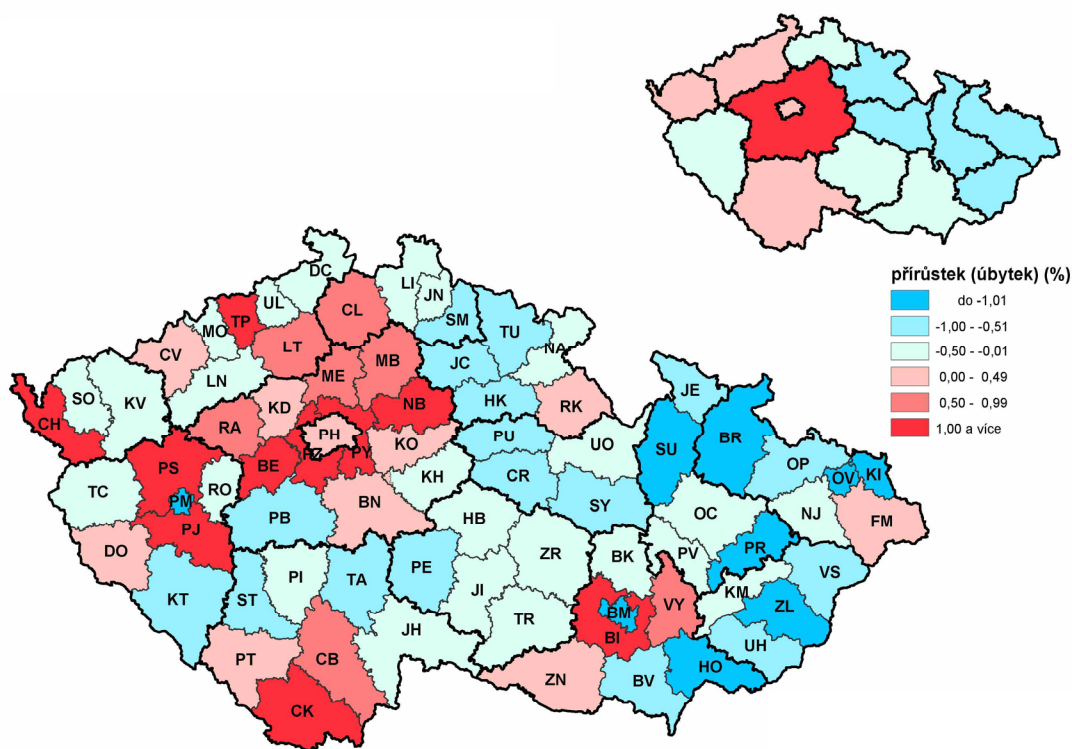 přírůstek (úbytek) (%)
do -1,01
-1,00 - -0,51
-0,50 - -0,01
0,00 - 0,49
0,50 - 0,99
1,00 a více
DC
LI
JN
UL
CL
TP
MO
SM
TU
CV
LT
NA
LN
ME
MB
JC
SO
KV
KD
NB
HK
RK
JE
CH
RA
PH
KO
PU
UO
SU
BR
BE
PZ
PY
PS
OP
OV
KI
TC
RO
PM
KH
CR
PB
BN
SY
OC
NJ
FM
PJ
HB
DO
ZR
BK
PV
PR
VS
KT
ST
PI
TA
PE
JI
KM
ZL
BM
VY
TR
BI
JH
UH
PT
CB
HO
ZN
BV
CK